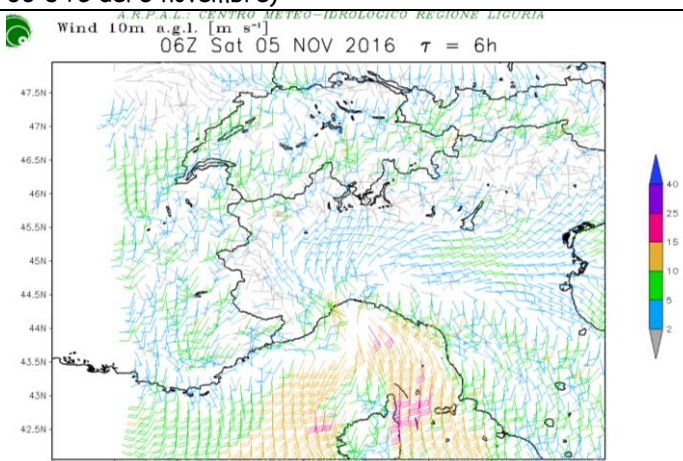 A.R.P.A.L.: CENTRO METEO-IDROLOGICO REGIONE LIGURIA
Wind 10m a.g.l. [m s⁻¹]
06Z Sat 05 NOV 2016 τ = 6h
47.5N
47N
46.5N
46N
45.5N
45N
44.5N
44N
43.5N
43N
42.5N
40
25
15
10
5
2